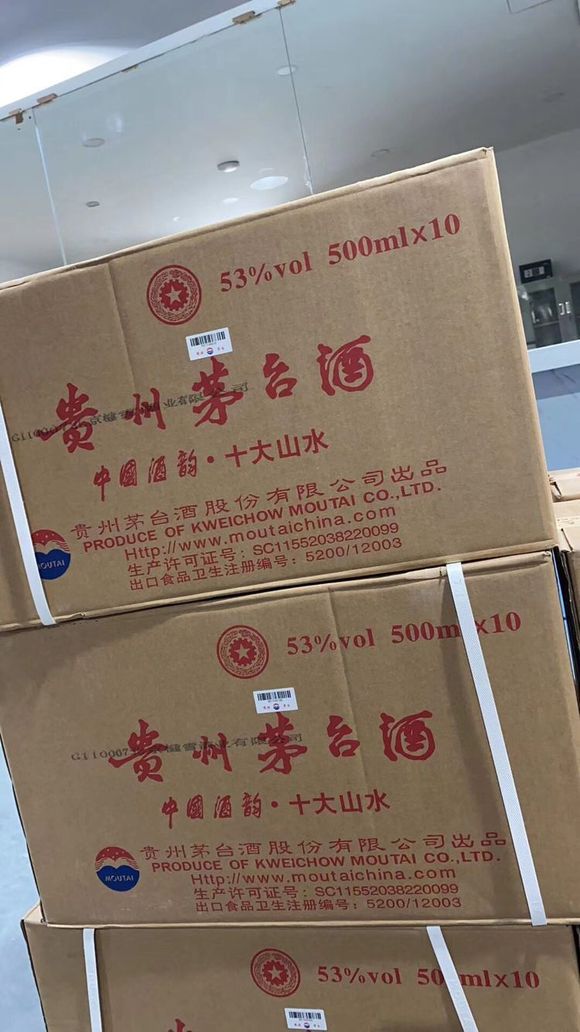 53%vol 500ml×10
贵州茅台酒
中國酒韵·十大山水
贵州茅台酒股份有限公司出品
PRODUCE OF KWEICHOW MOUTAI CO.,LTD.
Http://www.moutaichina.com
生产许可证号：SC11552038220099
出口食品卫生注册编号：5200/12003
MOUTAI
53%vol 500ml×10
贵州茅台酒
中國酒韵·十大山水
贵州茅台酒股份有限公司出品
PRODUCE OF KWEICHOW MOUTAI CO.,LTD.
Http://www.moutaichina.com
生产许可证号：SC11552038220099
出口食品卫生注册编号：5200/12003
MOUTAI
53%vol 500ml×10